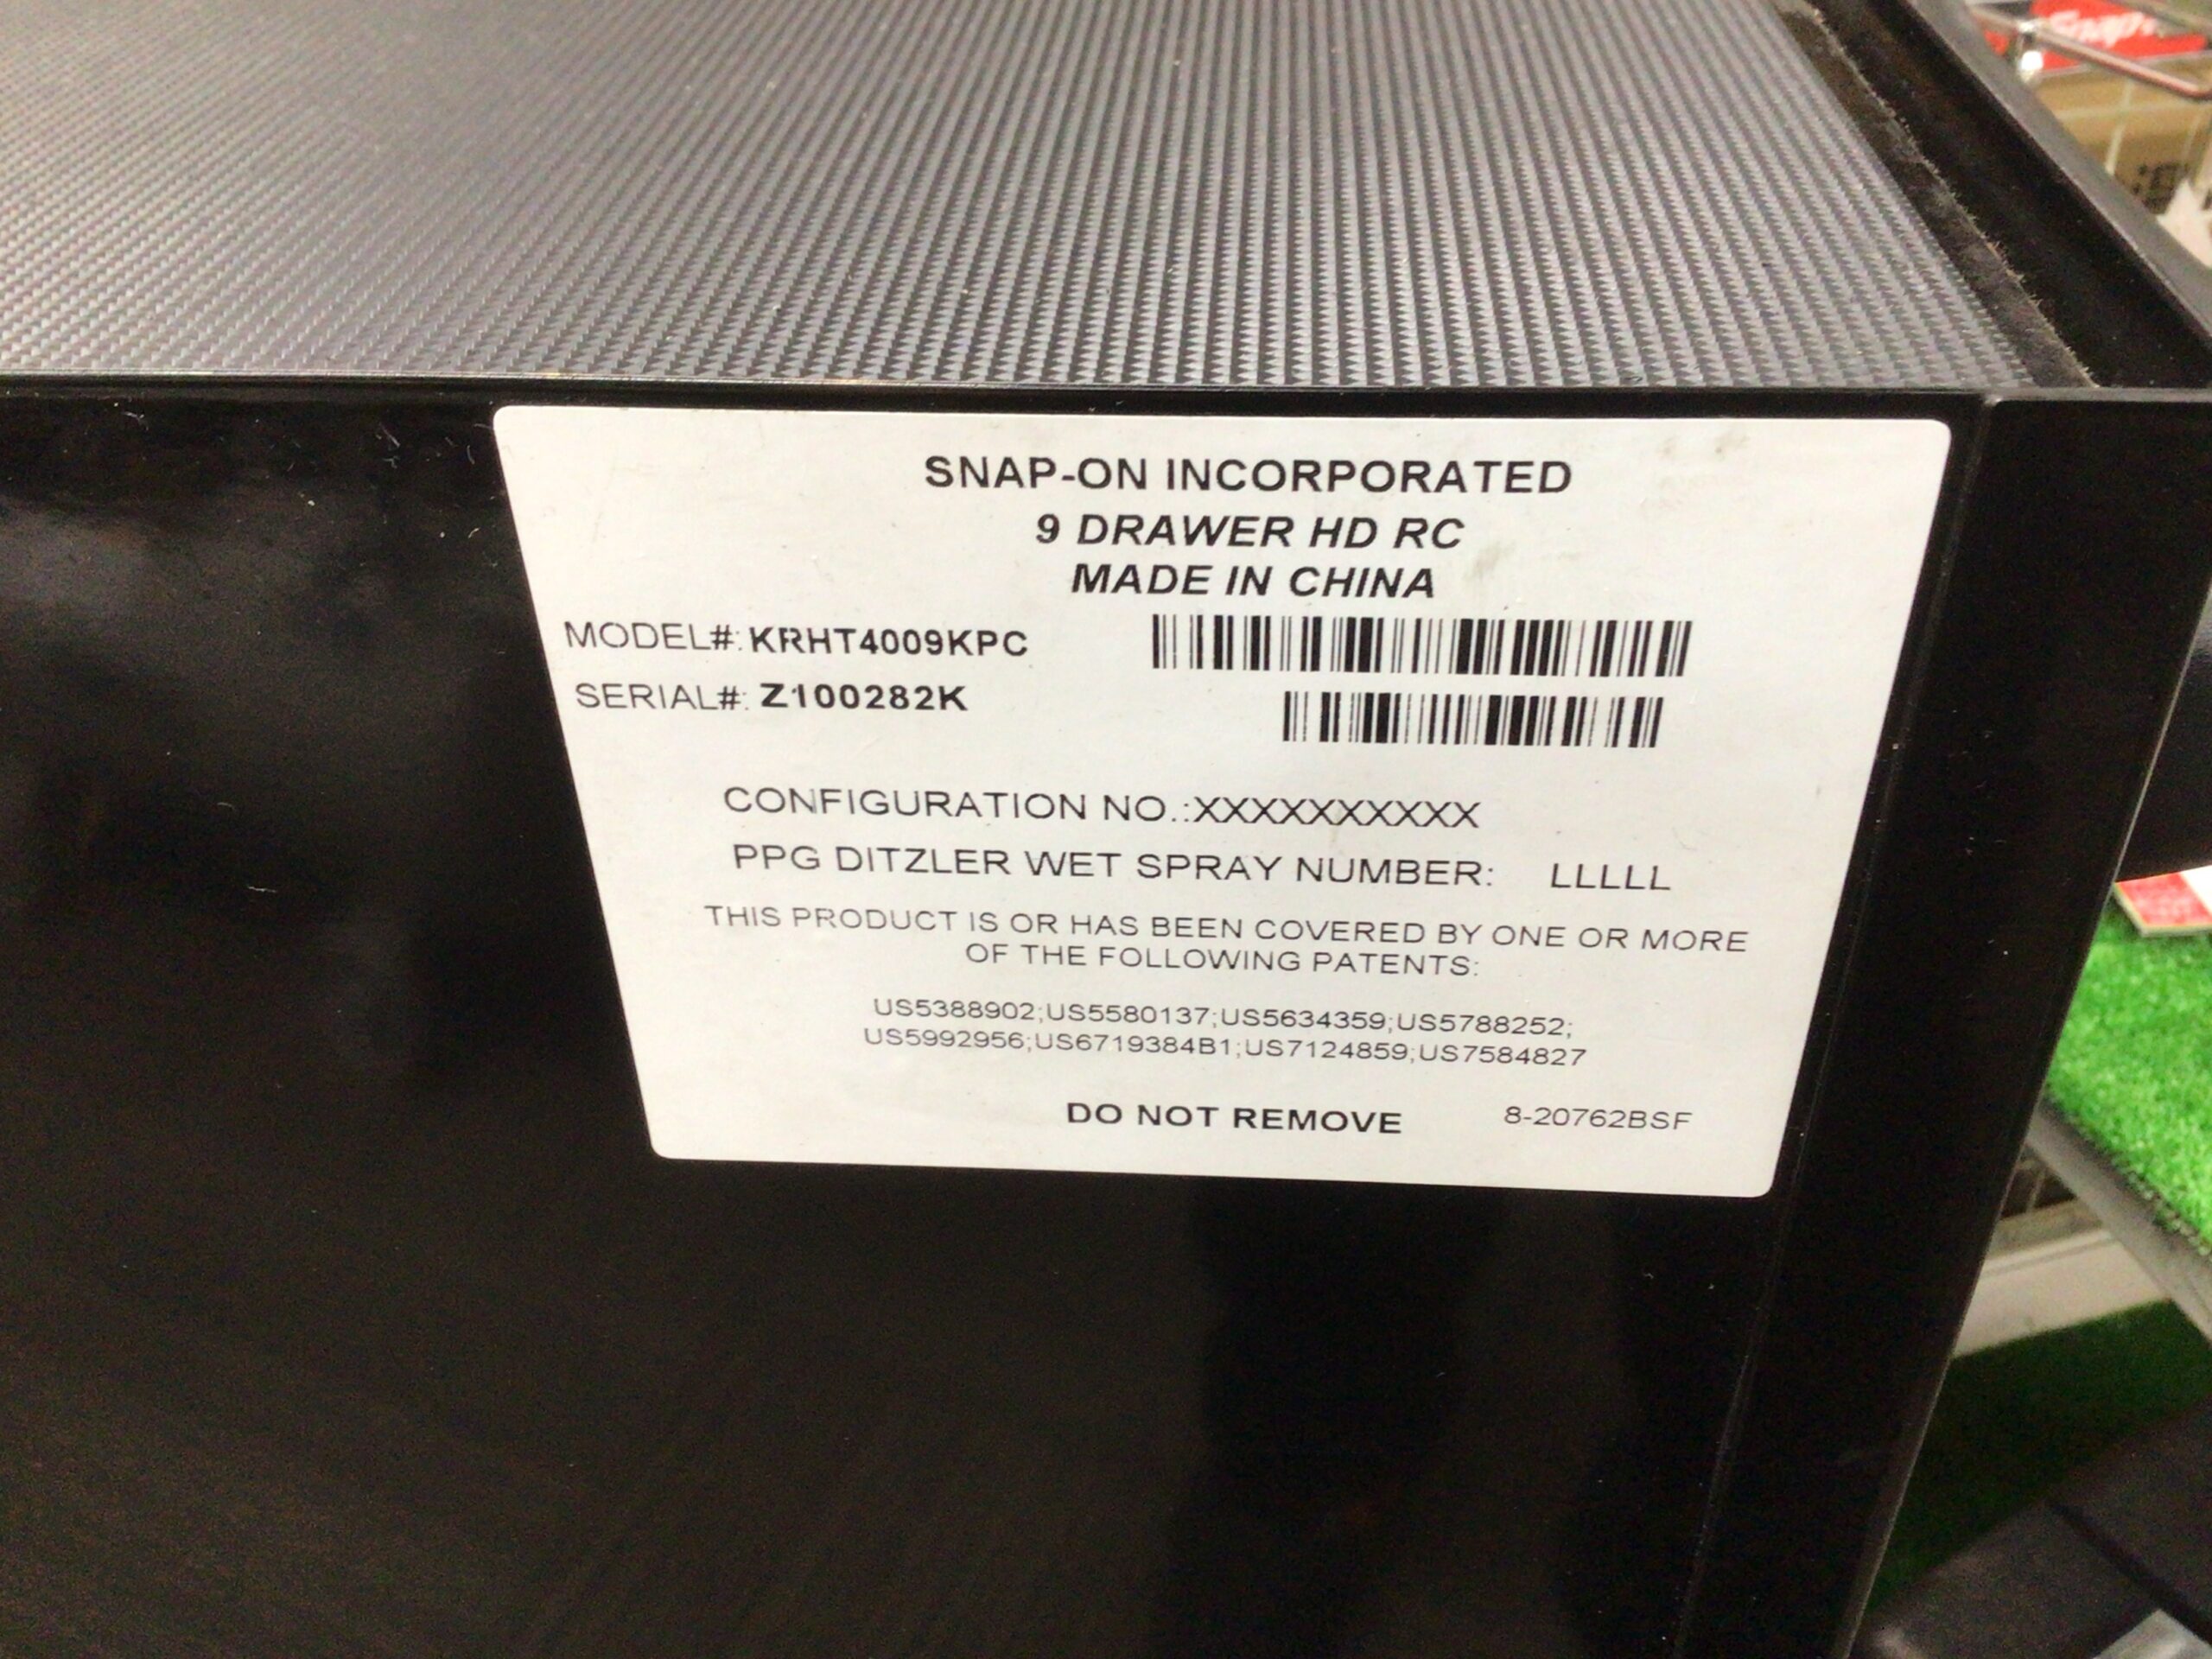 Snap-on
SNAP-ON INCORPORATED
9 DRAWER HD RC
MADE IN CHINA
MODEL#: KRHT4009KPC
SERIAL#: Z100282K
CONFIGURATION NO.:XXXXXXXXXX
PPG DITZLER WET SPRAY NUMBER: LLLLL
THIS PRODUCT IS OR HAS BEEN COVERED BY ONE OR MORE
OF THE FOLLOWING PATENTS:
US5388902;US5580137;US5634359;US5788252;
US5992956;US6719384B1;US7124859;US7584827
DO NOT REMOVE 8-20762BSF